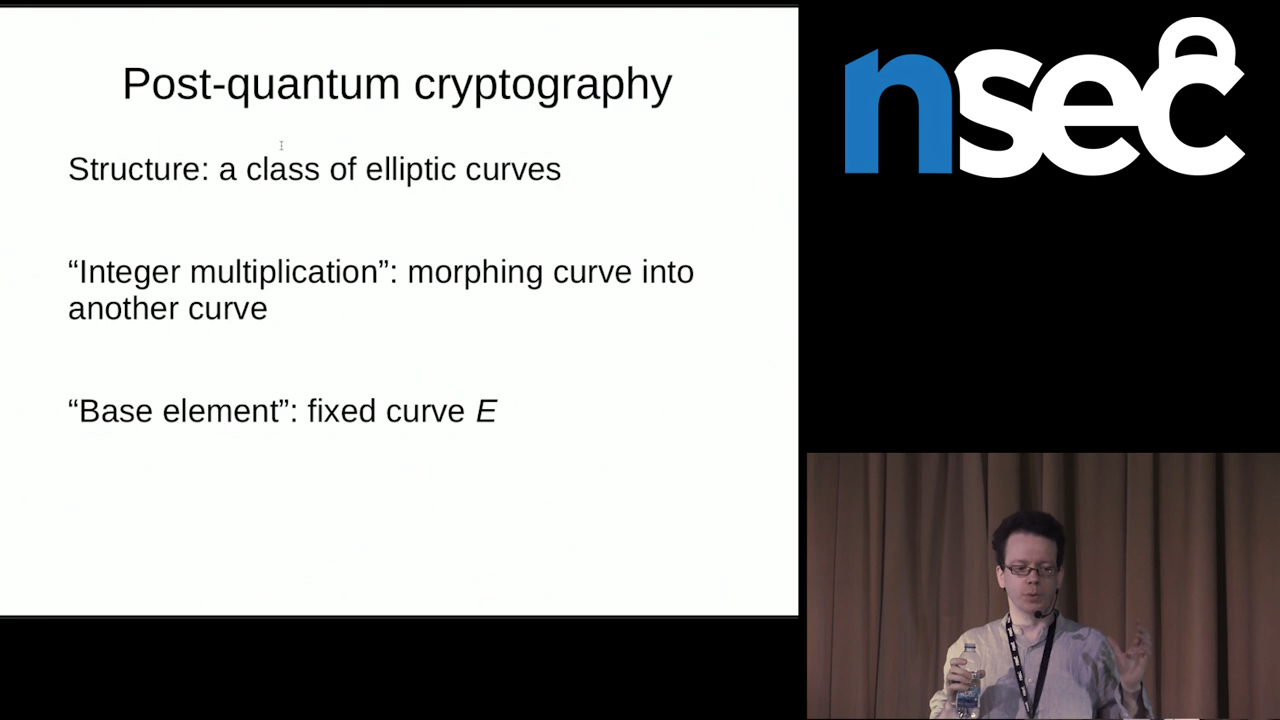 Post-quantum cryptography
Structure: a class of elliptic curves
“Integer multiplication”: morphing curve into
another curve
“Base element”: fixed curve E
nsec